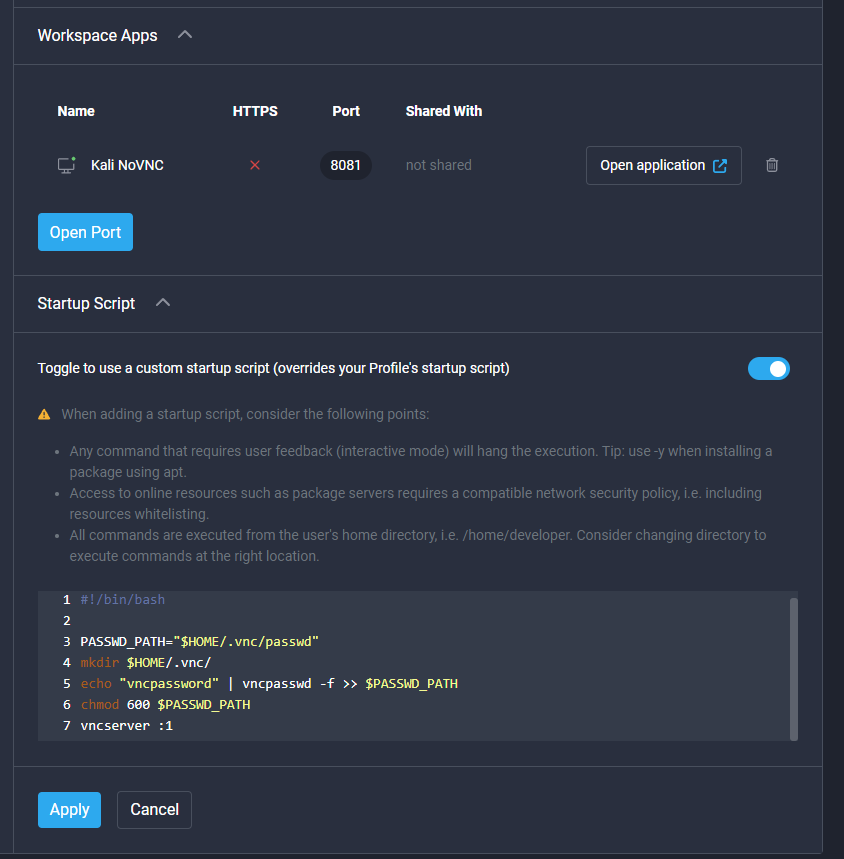 Workspace Apps
Name HTTPS Port Shared With
Kali NoVNC 8081 not shared Open application
Open Port
Startup Script
Toggle to use a custom startup script (overrides your Profile's startup script)
When adding a startup script, consider the following points:
• Any command that requires user feedback (interactive mode) will hang the execution. Tip: use -y when installing a
package using apt.
• Access to online resources such as package servers requires a compatible network security policy, i.e. including
resources whitelisting.
• All commands are executed from the user's home directory, i.e. /home/developer. Consider changing directory to
execute commands at the right location.
1 #!/bin/bash
2
3 PASSWD_PATH="$HOME/.vnc/passwd"
4 mkdir $HOME/.vnc/
5 echo "vncpassword" | vncpasswd -f >> $PASSWD_PATH
6 chmod 600 $PASSWD_PATH
7 vncserver :1
Apply Cancel